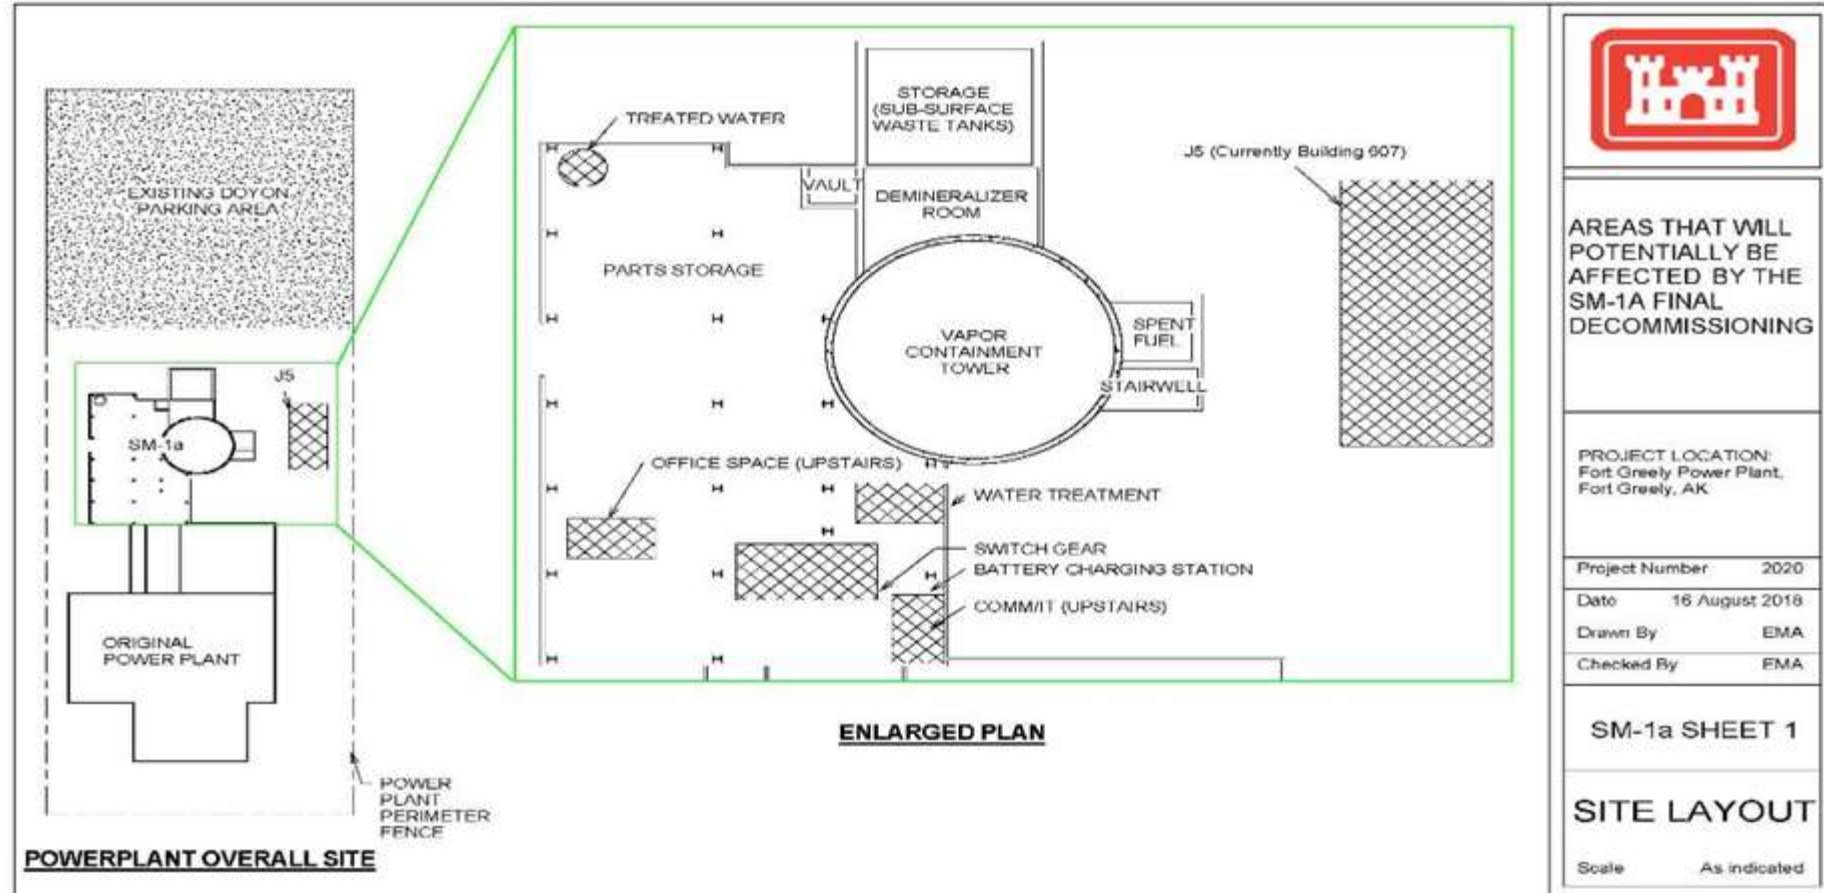 EXISTING DOYON
PARKING AREA
J5
SM-1a
ORIGINAL
POWER PLANT
POWER
PLANT
PERIMETER
FENCE
POWERPLANT OVERALL SITE
TREATED WATER
STORAGE
(SUB-SURFACE
WASTE TANKS)
VAULT
DEMINERALIZER
ROOM
J5 (Currently Building 607)
PARTS STORAGE
VAPOR
CONTAINMENT
TOWER
SPENT
FUEL
STAIRWELL
OFFICE SPACE (UPSTAIRS)
WATER TREATMENT
SWITCH GEAR
BATTERY CHARGING STATION
COMM/IT (UPSTAIRS)
ENLARGED PLAN
AREAS THAT WILL
POTENTIALLY BE
AFFECTED BY THE
SM-1A FINAL
DECOMMISSIONING
PROJECT LOCATION:
Fort Greely Power Plant,
Fort Greely, AK
Project Number 2020
Date 16 August 2018
Drawn By EMA
Checked By EMA
SM-1a SHEET 1
SITE LAYOUT
Scale As indicated